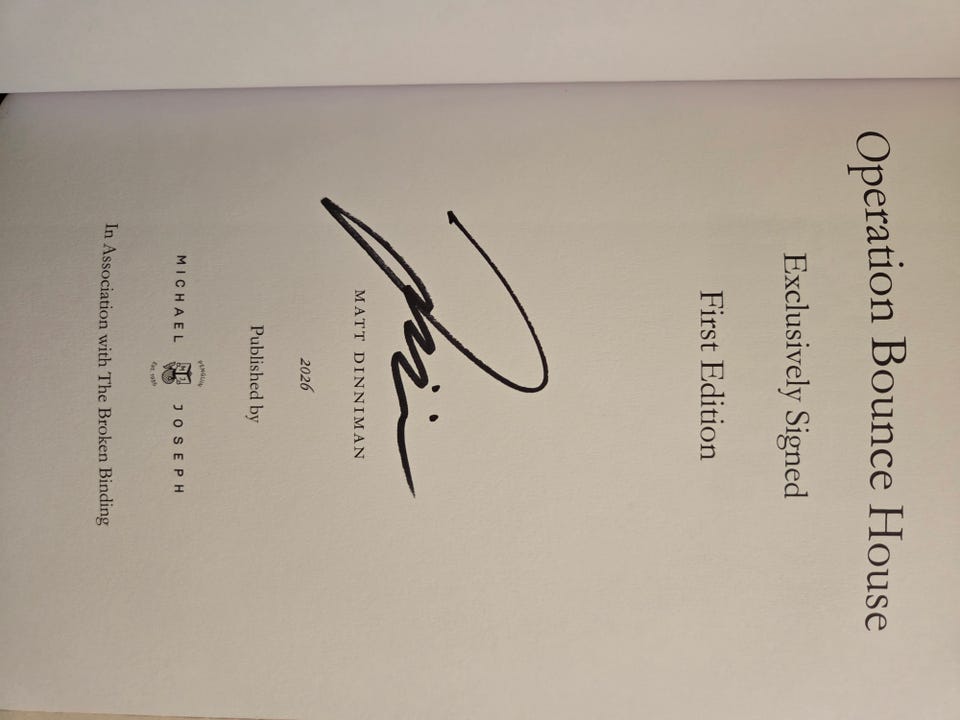 Operation Bounce House
Exclusively Signed
First Edition
MATT DINNIMAN
2026
Published by
PENGUIN
MICHAEL JOSEPH
In Association with The Broken Binding